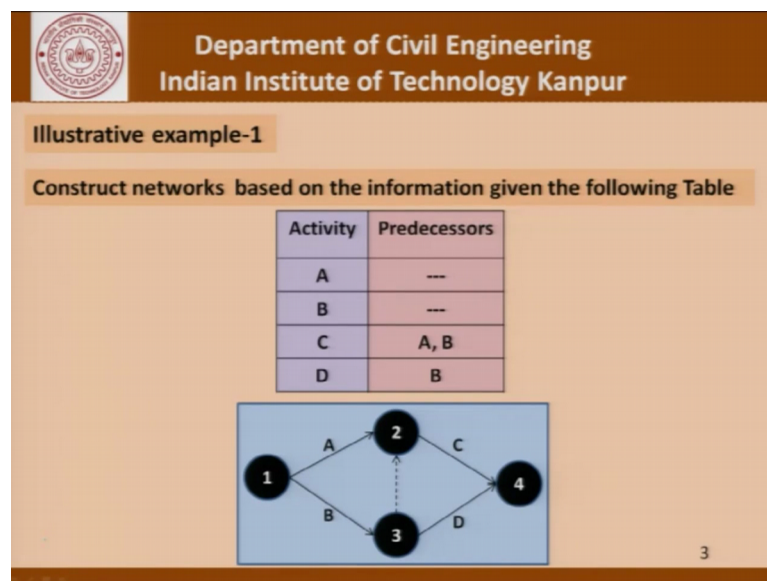 Department of Civil Engineering
Indian Institute of Technology Kanpur
Illustrative example-1
Construct networks based on the information given the following Table
Activity Predecessors
A ---
B ---
C A, B
D B
2
A C
1 4
B D
3
3